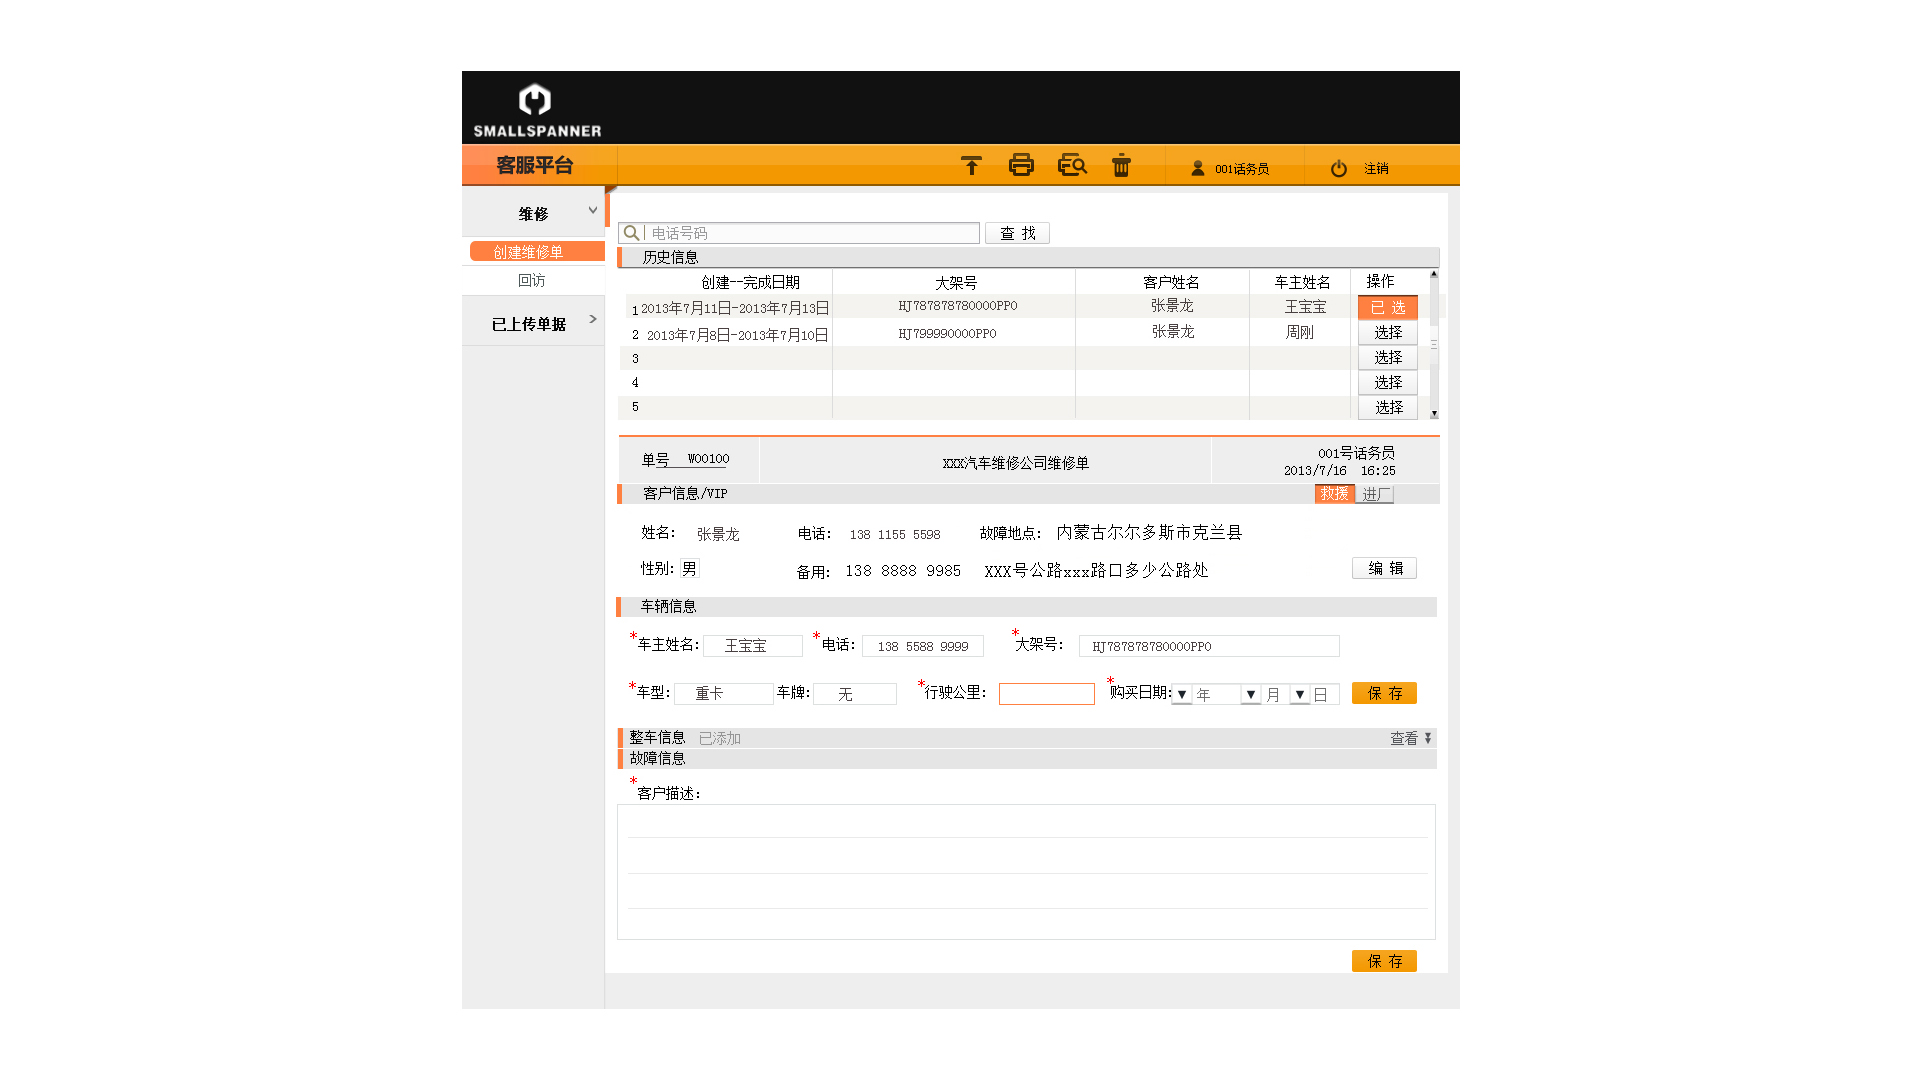 SMALLSPANNER
客服平台
001话务员
注销
维修
创建维修单
回访
已上传单据
电话号码
查 找
历史信息
创建--完成日期 大架号 客户姓名 车主姓名 操作
1 2013年7月11日-2013年7月13日 HJ787878780000PPO 张景龙 王宝宝 已 选
2 2013年7月8日-2013年7月10日 HJ799990000PPO 张景龙 周刚 选择
3 选择
4 选择
5 选择
单号 W00100
XXX汽车维修公司维修单
001号话务员
2013/7/16 16:25
客户信息/VIP 救援 进厂
姓名: 张景龙 电话: 138 1155 5598 故障地点: 内蒙古尔尔多斯市克兰县
性别: 男 备用: 138 8888 9985 XXX号公路xxx路口多少公路处 编 辑
车辆信息
*车主姓名: 王宝宝 *电话: 138 5588 9999 *大架号: HJ787878780000PPO
*车型: 重卡 车牌: 无 *行驶公里: *购买日期: ▼ 年 ▼ 月 ▼ 日 保 存
整车信息 已添加 查看
故障信息
*客户描述:
保 存